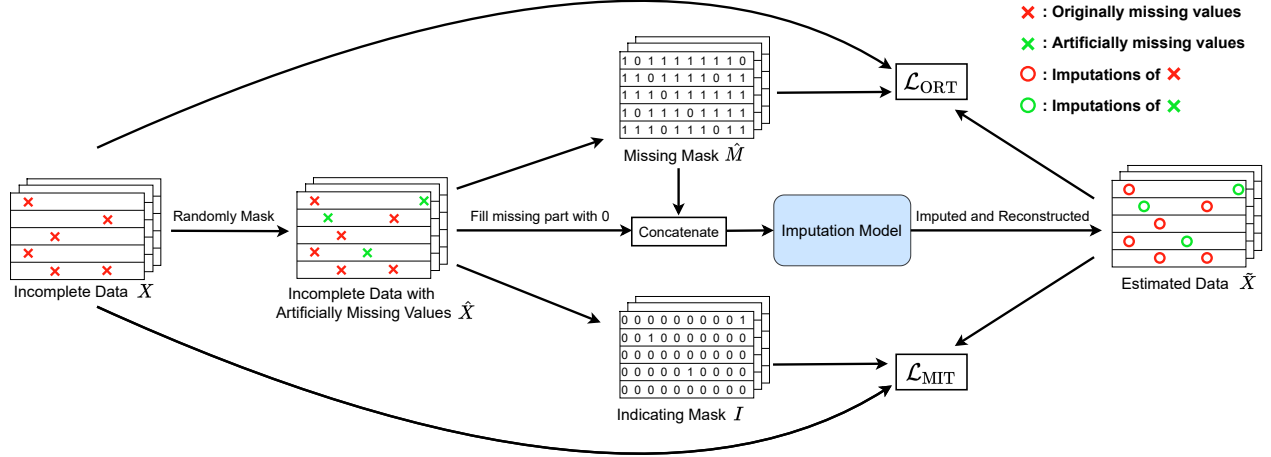 × : Originally missing values
× : Artificially missing values
○ : Imputations of ×
○ : Imputations of ×
1 0 1 1 1 1 1 1 1 0
1 1 0 1 1 1 1 0 1 1
1 1 1 0 1 1 1 1 1 1
1 0 1 1 0 1 1 1 1 1
1 1 1 0 1 1 1 0 1 1
Missing Mask M̂
ℒ_ORT
Incomplete Data X
Randomly Mask
Incomplete Data with
Artificially Missing Values X̂
Fill missing part with 0
Concatenate
Imputation Model
Imputed and Reconstructed
Estimated Data X̃
0 0 0 0 0 0 0 0 0 1
0 0 1 0 0 0 0 0 0 0
0 0 0 0 0 0 0 0 0 0
0 0 0 0 0 1 0 0 0 0
0 0 0 0 0 0 0 0 0 0
Indicating Mask I
ℒ_MIT